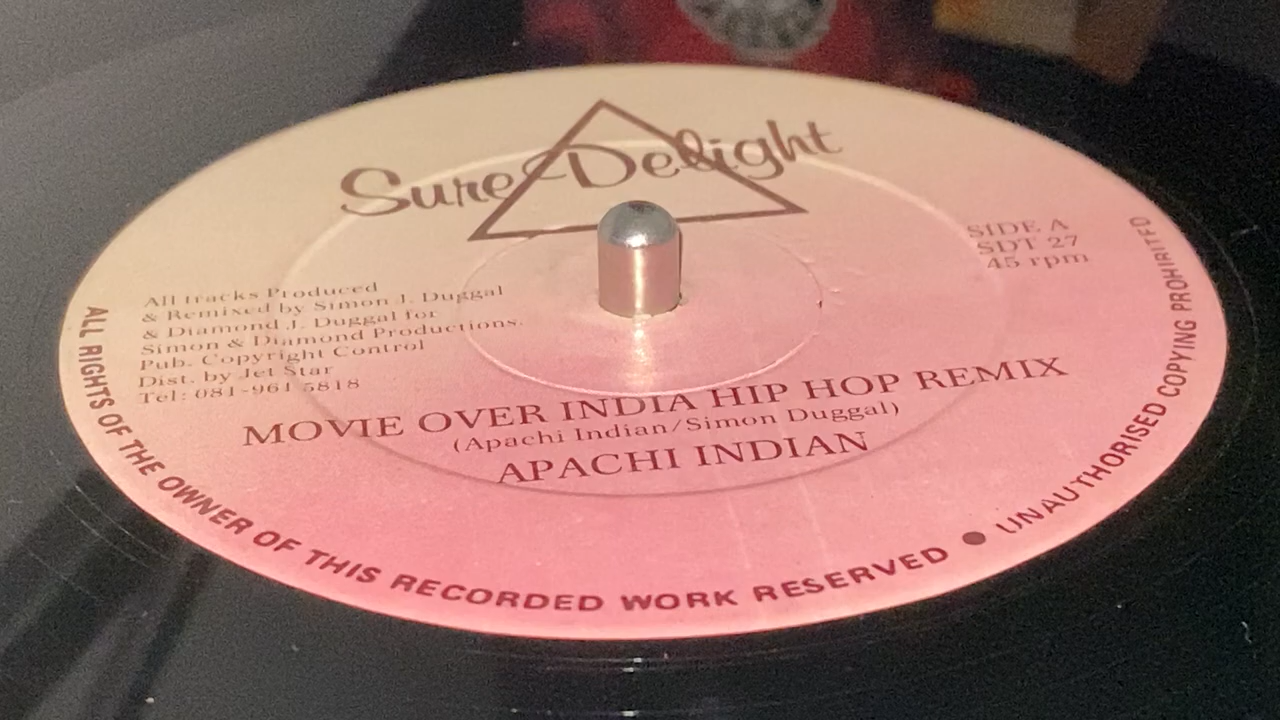 Sure Delight
SIDE A
SDT 27
45 rpm
All tracks Produced
& Remixed by Simon J. Duggal
& Diamond J. Duggal for
Simon & Diamond Productions.
Pub. Copyright Control
Dist. by Jet Star
Tel: 081-961 5818
MOVIE OVER INDIA HIP HOP REMIX
(Apachi Indian/Simon Duggal)
APACHI INDIAN
ALL RIGHTS OF THE OWNER OF THIS RECORDED WORK RESERVED ● UNAUTHORISED COPYING PROHIBITED